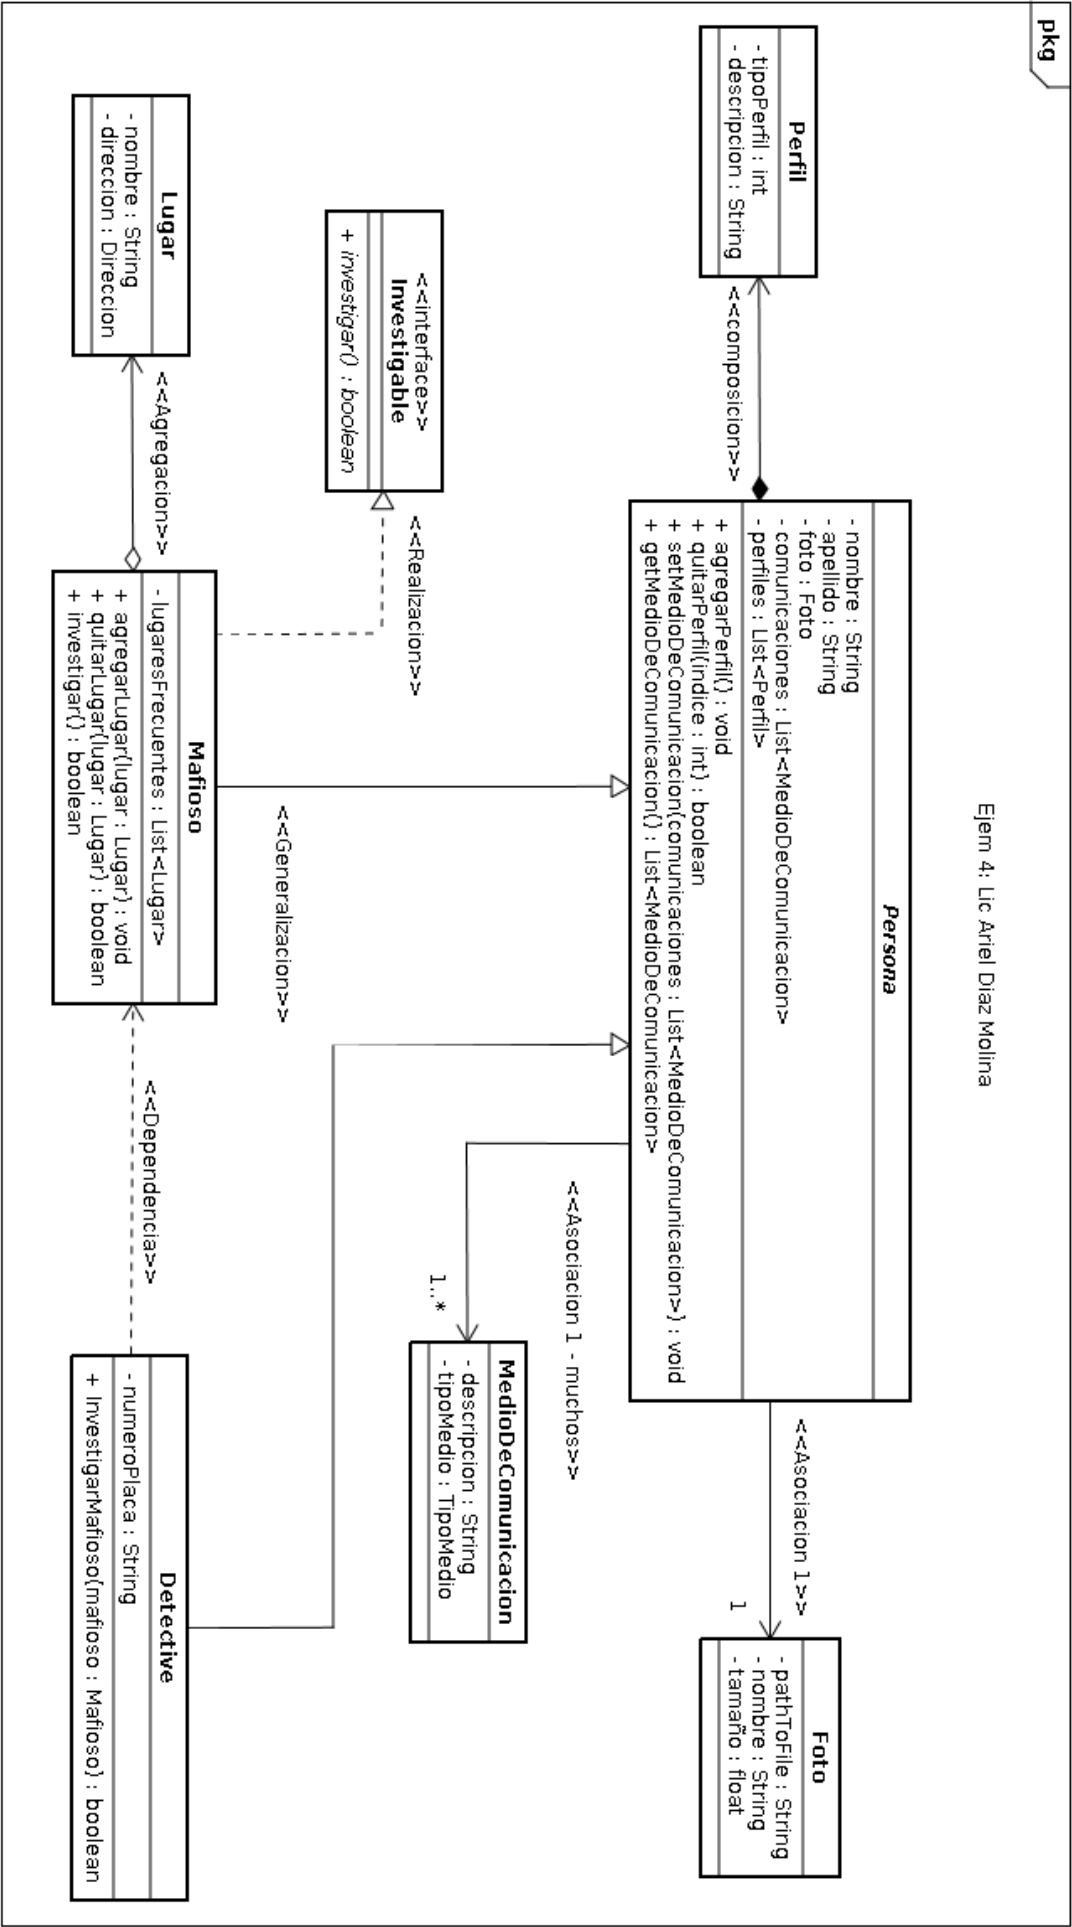 pkg
Ejem 4: Lic Ariel Diaz Molina
Perfil
- tipoPerfil : int
- descripcion : String
<<composicion>>
Persona
- nombre : String
- apellido : String
- foto : Foto
- comunicaciones : List<MedioDeComunicacion>
- perfiles : LIst<Perfil>
+ agregarPerfil() : void
+ quitarPerfil(indice : int) : boolean
+ setMedioDeComunicacion(comunicaciones : List<MedioDeComunicacion>) : void
+ getMedioDeComunicacion() : List<MedioDeComunicacion>
<<Asociacion 1>>
1
Foto
- pathToFile : String
- nombre : String
- tamaño : float
<<interface>>
Investigable
+ investigar() : boolean
<<Realizacion>>
<<Generalizacion>>
<<Asociacion 1 - muchos>>
1..*
MedioDeComunicacion
- descripcion : String
- tipoMedio : TipoMedio
Lugar
- nombre : String
- direccion : Direccion
<<Agregacion>>
Mafioso
- lugaresFrecuentes : List<Lugar>
+ agregarLugar(lugar : Lugar) : void
+ quitarLugar(lugar : Lugar) : boolean
+ investigar() : boolean
<<Dependencia>>
Detective
- numeroPlaca : String
+ InvestigarMafioso(mafioso : Mafioso) : boolean